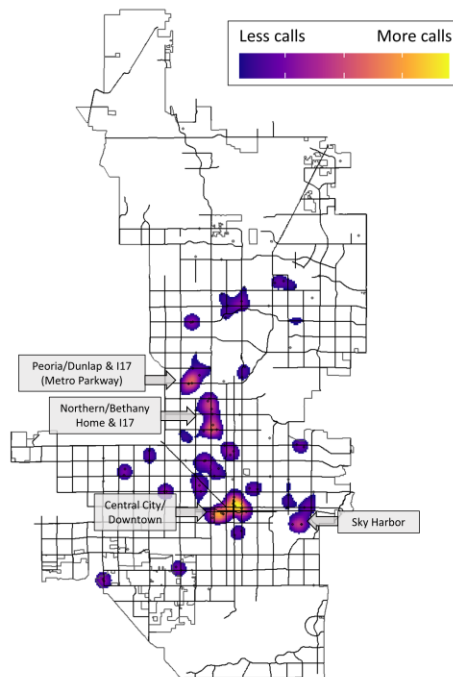 Less calls
More calls
Peoria/Dunlap & I17
(Metro Parkway)
Northern/Bethany
Home & I17
Central City/
Downtown
Sky Harbor